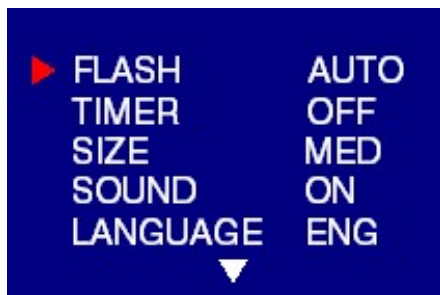 FLASH AUTO
TIMER OFF
SIZE MED
SOUND ON
LANGUAGE ENG